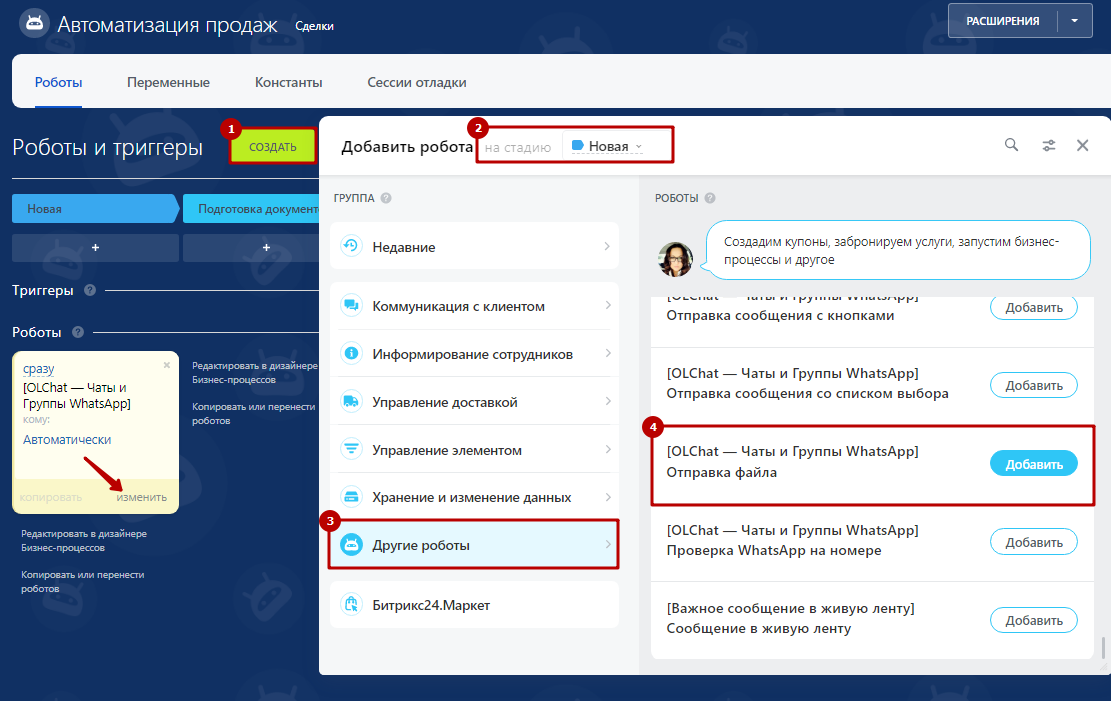 Автоматизация продаж
Сделки
РАСШИРЕНИЯ
Роботы
Переменные
Константы
Сессии отладки
Роботы и триггеры
1
СОЗДАТЬ
Новая
Подготовка документ
+
+
Триггеры ?
Роботы ?
сразу
[OLChat — Чаты и
Группы WhatsApp]
кому:
Автоматически
копировать
изменить
Редактировать в дизайнере
Бизнес-процессов
Копировать или перенести
роботов
Редактировать в дизайнере
Бизнес-процессов
Копировать или перенести
роботов
Добавить робота
2
на стадию
Новая
ГРУППА ?
Недавние
Коммуникация с клиентом
Информирование сотрудников
Управление доставкой
Управление элементом
Хранение и изменение данных
3
Другие роботы
Битрикс24.Маркет
РОБОТЫ ?
Создадим купоны, забронируем услуги, запустим бизнес-
процессы и другое
[OLChat — Чаты и Группы WhatsApp]
Отправка сообщения с кнопками
Добавить
[OLChat — Чаты и Группы WhatsApp]
Отправка сообщения со списком выбора
Добавить
4
[OLChat — Чаты и Группы WhatsApp]
Отправка файла
Добавить
[OLChat — Чаты и Группы WhatsApp]
Проверка WhatsApp на номере
Добавить
[Важное сообщение в живую ленту]
Сообщение в живую ленту
Добавить